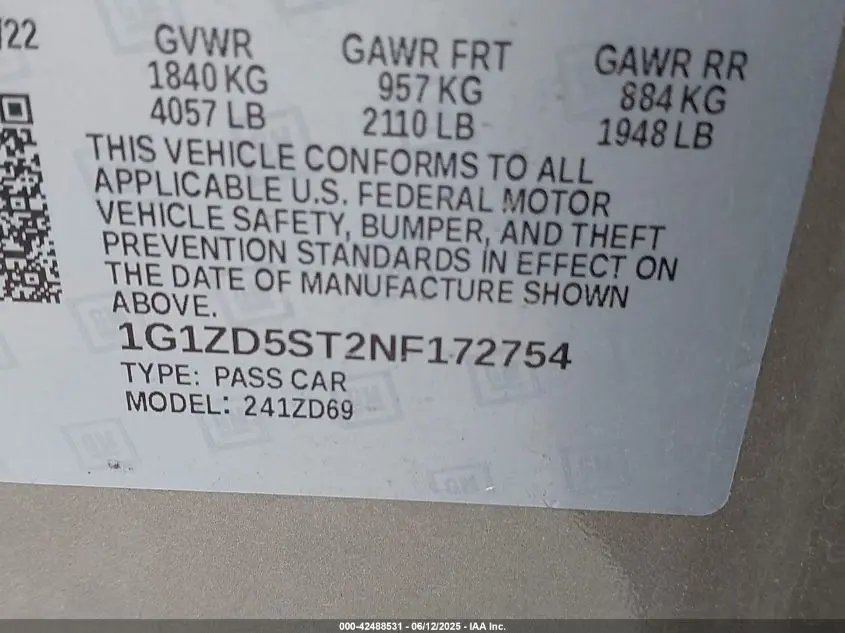 /22
GVWR
1840 KG
4057 LB
GAWR FRT
957 KG
2110 LB
GAWR RR
884 KG
1948 LB
THIS VEHICLE CONFORMS TO ALL
APPLICABLE U.S. FEDERAL MOTOR
VEHICLE SAFETY, BUMPER, AND THEFT
PREVENTION STANDARDS IN EFFECT ON
THE DATE OF MANUFACTURE SHOWN
ABOVE.
1G1ZD5ST2NF172754
TYPE: PASS CAR
MODEL: 241ZD69
GM
000-42488531 - 06/12/2025 - IAA Inc.